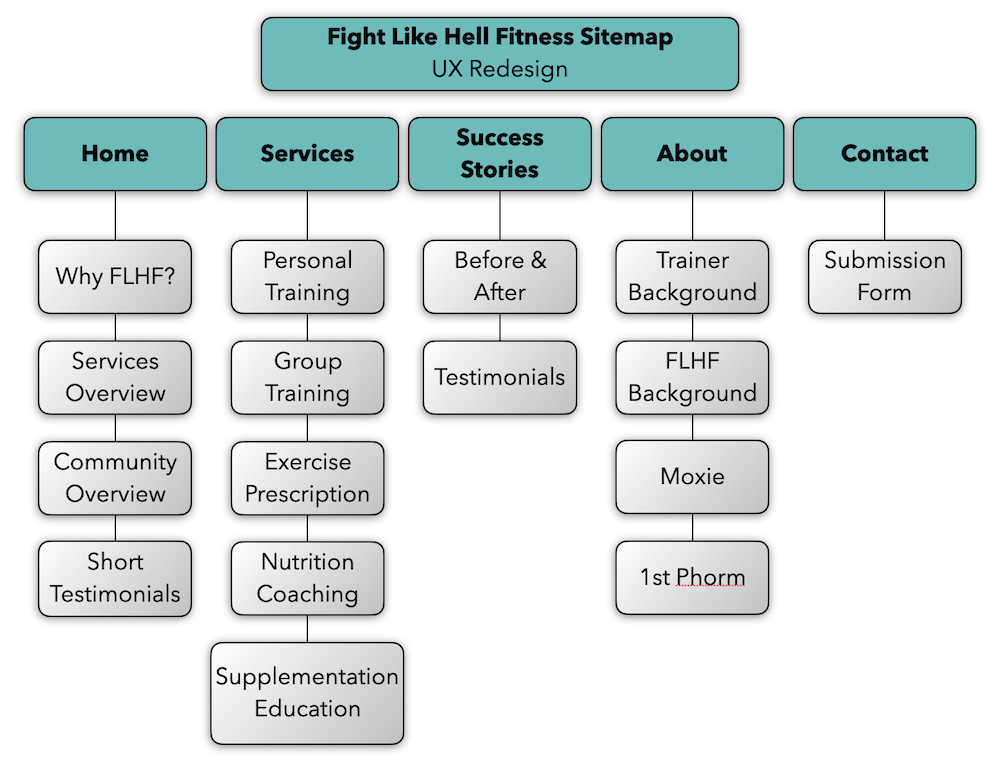 Fight Like Hell Fitness Sitemap
UX Redesign
Home
Services
Success
Stories
About
Contact
Why FLHF?
Services
Overview
Community
Overview
Short
Testimonials
Personal
Training
Group
Training
Exercise
Prescription
Nutrition
Coaching
Supplementation
Education
Before &
After
Testimonials
Trainer
Background
FLHF
Background
Moxie
1st Phorm
Submission
Form